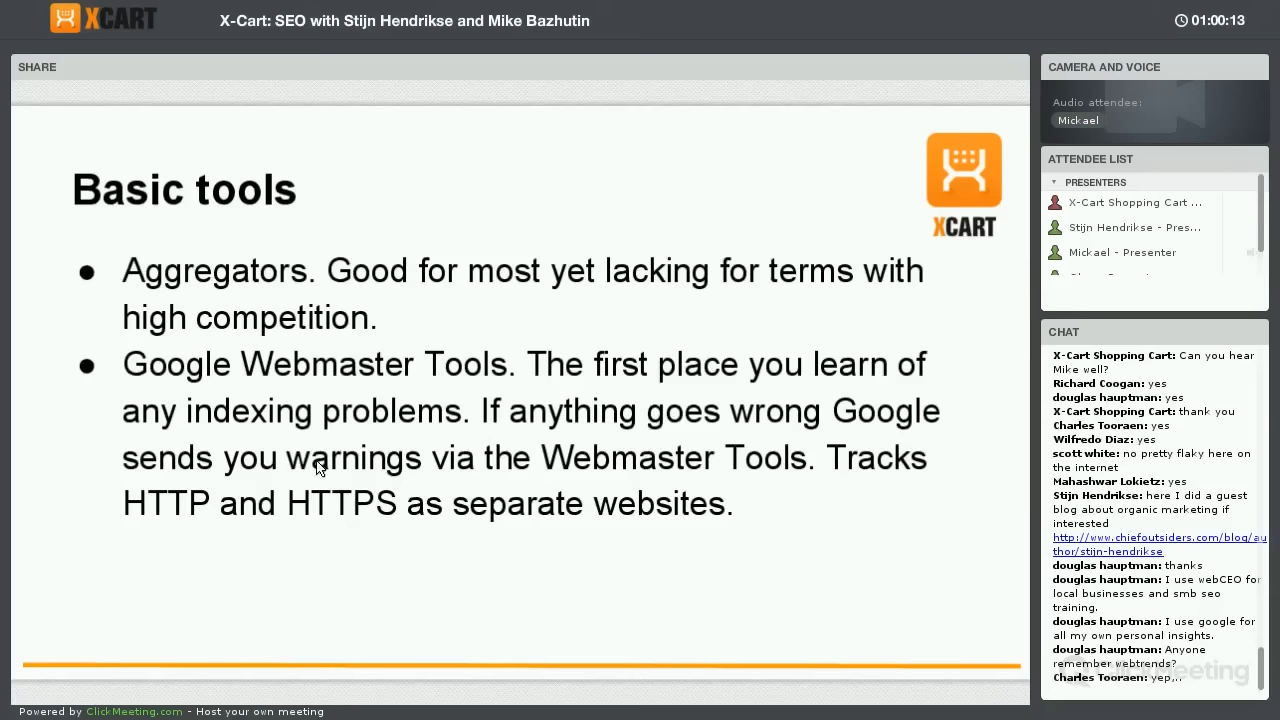 XCART
X-Cart: SEO with Stijn Hendrikse and Mike Bazhutin
01:00:13
SHARE
XCART
Basic tools
● Aggregators. Good for most yet lacking for terms with
high competition.
● Google Webmaster Tools. The first place you learn of
any indexing problems. If anything goes wrong Google
sends you warnings via the Webmaster Tools. Tracks
HTTP and HTTPS as separate websites.
CAMERA AND VOICE
Audio attendee:
Mickael
ATTENDEE LIST
PRESENTERS
X-Cart Shopping Cart ...
Stijn Hendrikse - Pres...
Mickael - Presenter
CHAT
X-Cart Shopping Cart: Can you hear
Mike well?
Richard Coogan: yes
douglas hauptman: yes
X-Cart Shopping Cart: thank you
Charles Tooraen: yes
Wilfredo Diaz: yes
scott white: no pretty flaky here on
the internet
Mahashwar Lokietz: yes
Stijn Hendrikse: here I did a guest
blog about organic marketing if
interested
http://www.chiefoutsiders.com/blog/au
thor/stijn-hendrikse
douglas hauptman: thanks
douglas hauptman: I use webCEO for
local businesses and smb seo
training.
douglas hauptman: I use google for
all my own personal insights.
douglas hauptman: Anyone
remember webtrends?
Charles Tooraen: yep,..
ClickMeeting
Powered by ClickMeeting.com - Host your own meeting